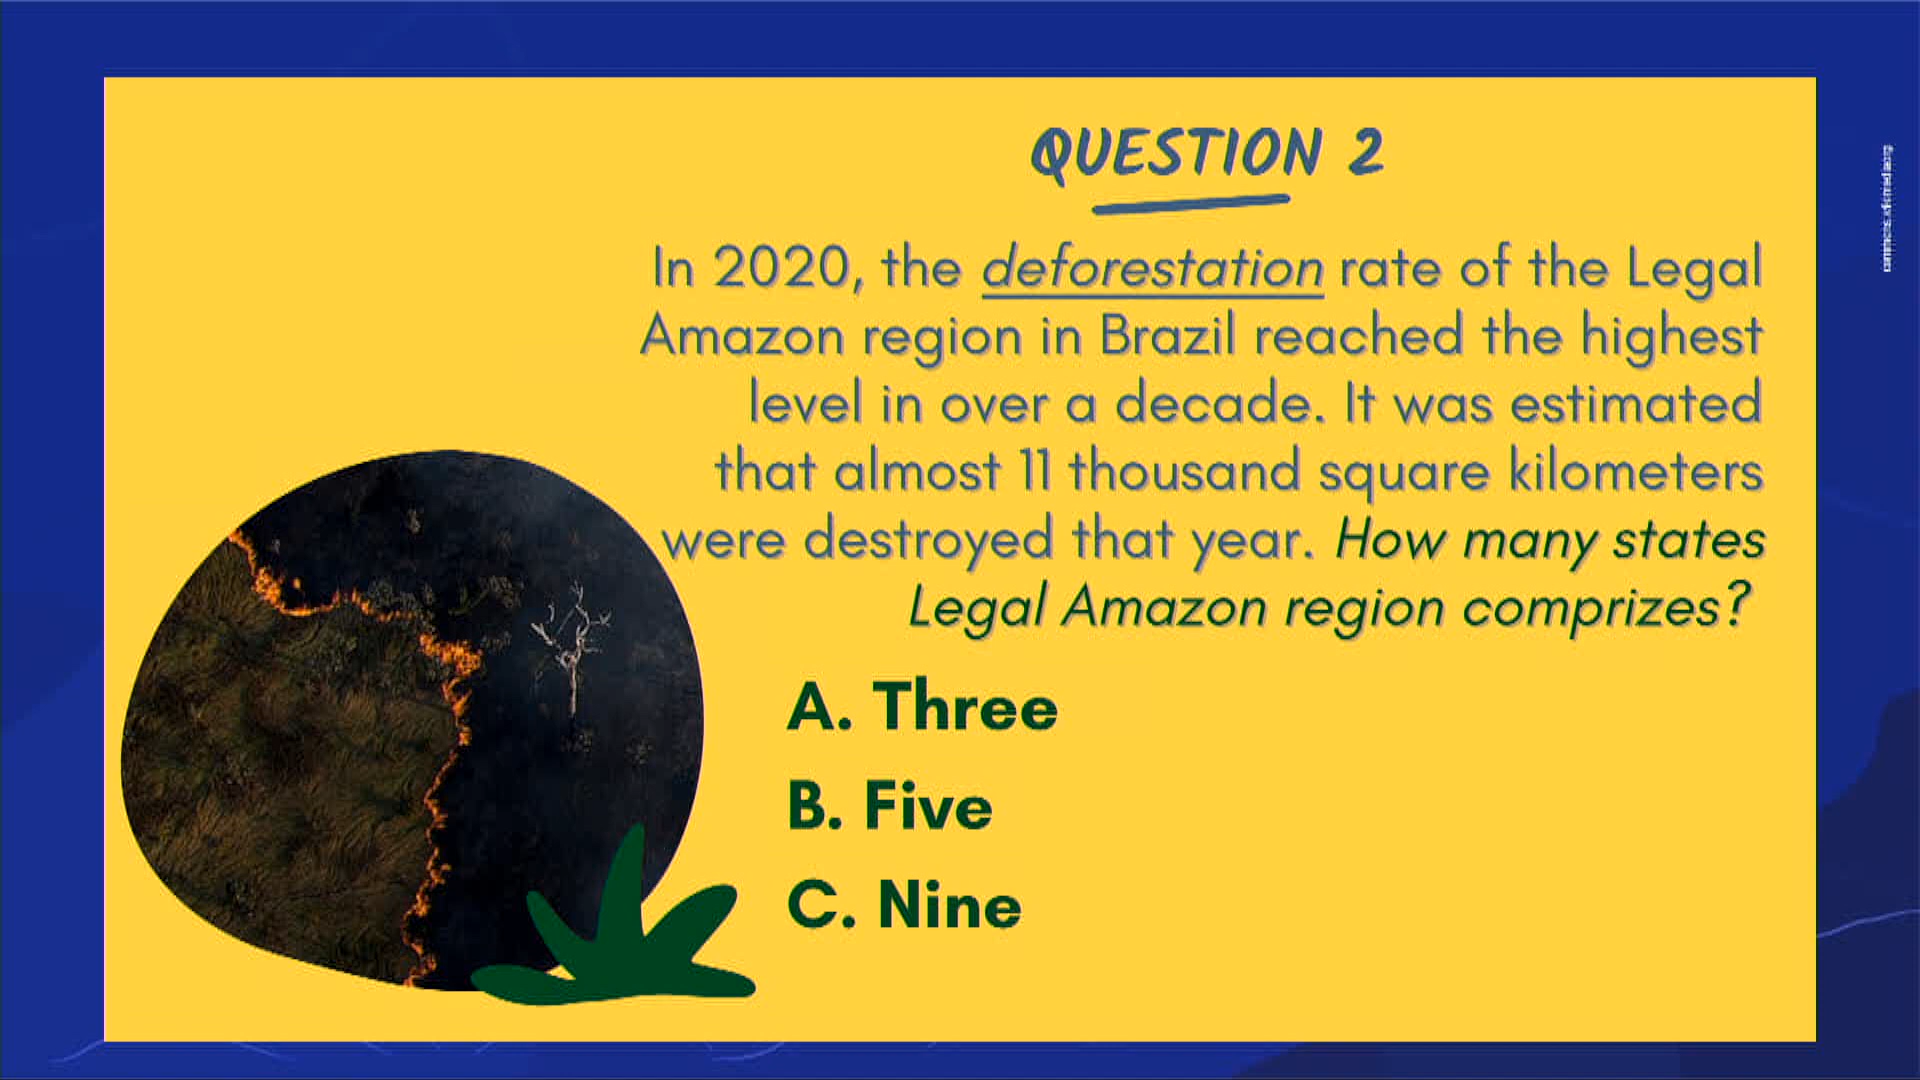 QUESTION 2
In 2020, the deforestation rate of the Legal
Amazon region in Brazil reached the highest
level in over a decade. It was estimated
that almost 11 thousand square kilometers
were destroyed that year. How many states
Legal Amazon region comprizes?
A. Three
B. Five
C. Nine